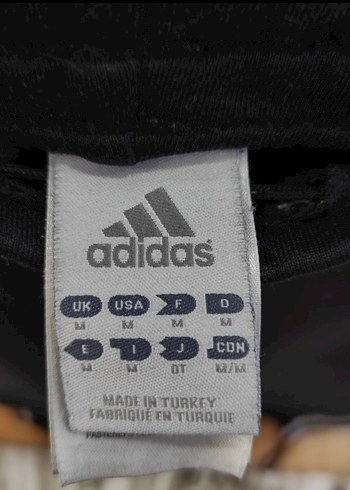 adidas
UK USA F D
M M M M
E I J CDN
M M OT M/M
MADE IN TURKEY
FABRIQUÉ EN TURQUIE